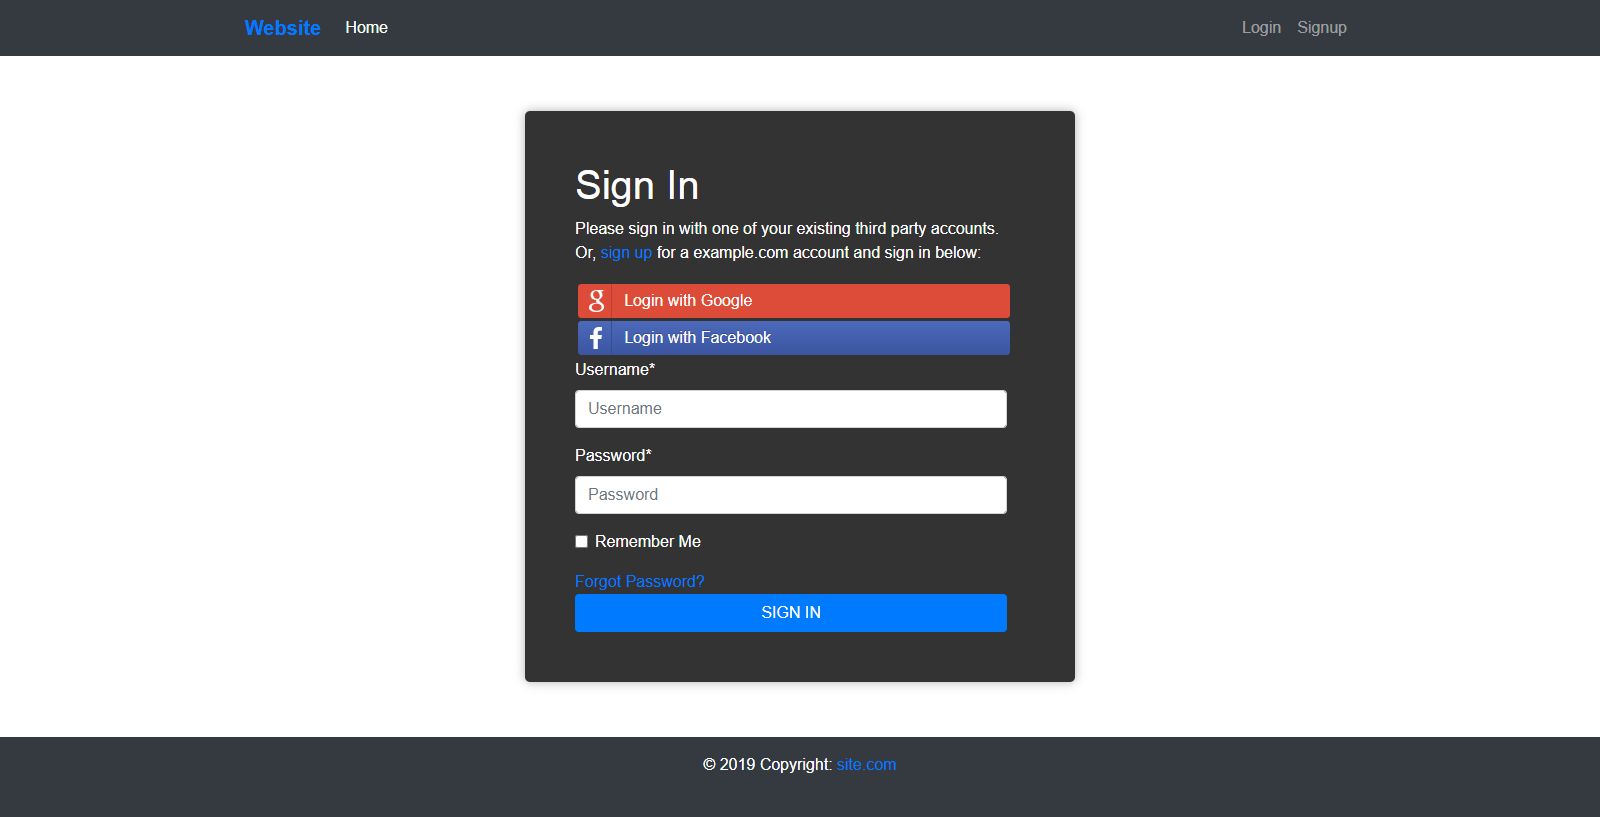 Website Home Login Signup
Sign In
Please sign in with one of your existing third party accounts.
Or, sign up for a example.com account and sign in below:
Login with Google
Login with Facebook
Username*
Username
Password*
Password
Remember Me
Forgot Password?
SIGN IN
© 2019 Copyright: site.com